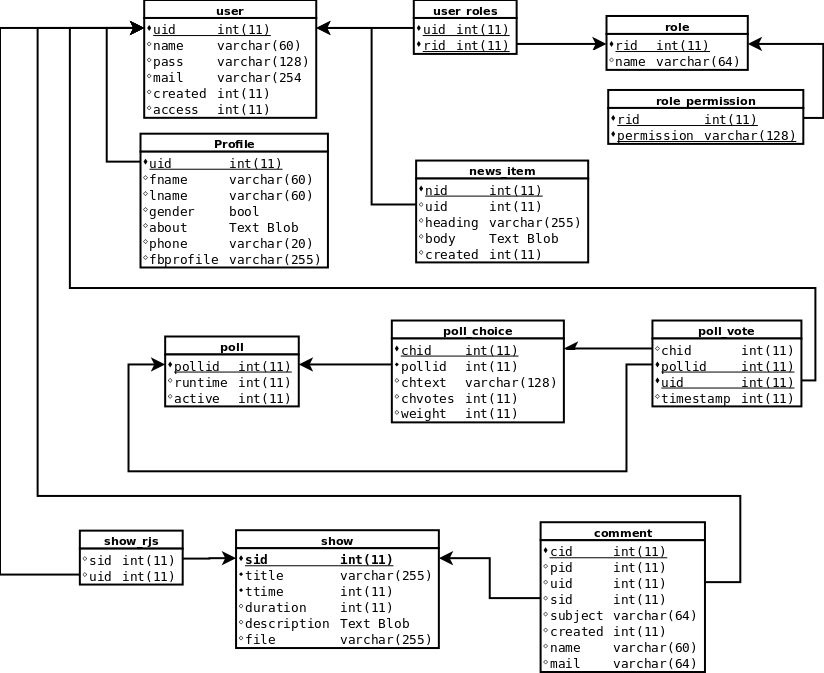 user
uid int(11)
name varchar(60)
pass varchar(128)
mail varchar(254
created int(11)
access int(11)
user_roles
uid int(11)
rid int(11)
role
rid int(11)
name varchar(64)
role_permission
rid int(11)
permission varchar(128)
Profile
uid int(11)
fname varchar(60)
lname varchar(60)
gender bool
about Text Blob
phone varchar(20)
fbprofile varchar(255)
news_item
nid int(11)
uid int(11)
heading varchar(255)
body Text Blob
created int(11)
poll
pollid int(11)
runtime int(11)
active int(11)
poll_choice
chid int(11)
pollid int(11)
chtext varchar(128)
chvotes int(11)
weight int(11)
poll_vote
chid int(11)
pollid int(11)
uid int(11)
timestamp int(11)
show_rjs
sid int(11)
uid int(11)
show
sid int(11)
title varchar(255)
ttime int(11)
duration int(11)
description Text Blob
file varchar(255)
comment
cid int(11)
pid int(11)
uid int(11)
sid int(11)
subject varchar(64)
created int(11)
name varchar(60)
mail varchar(64)